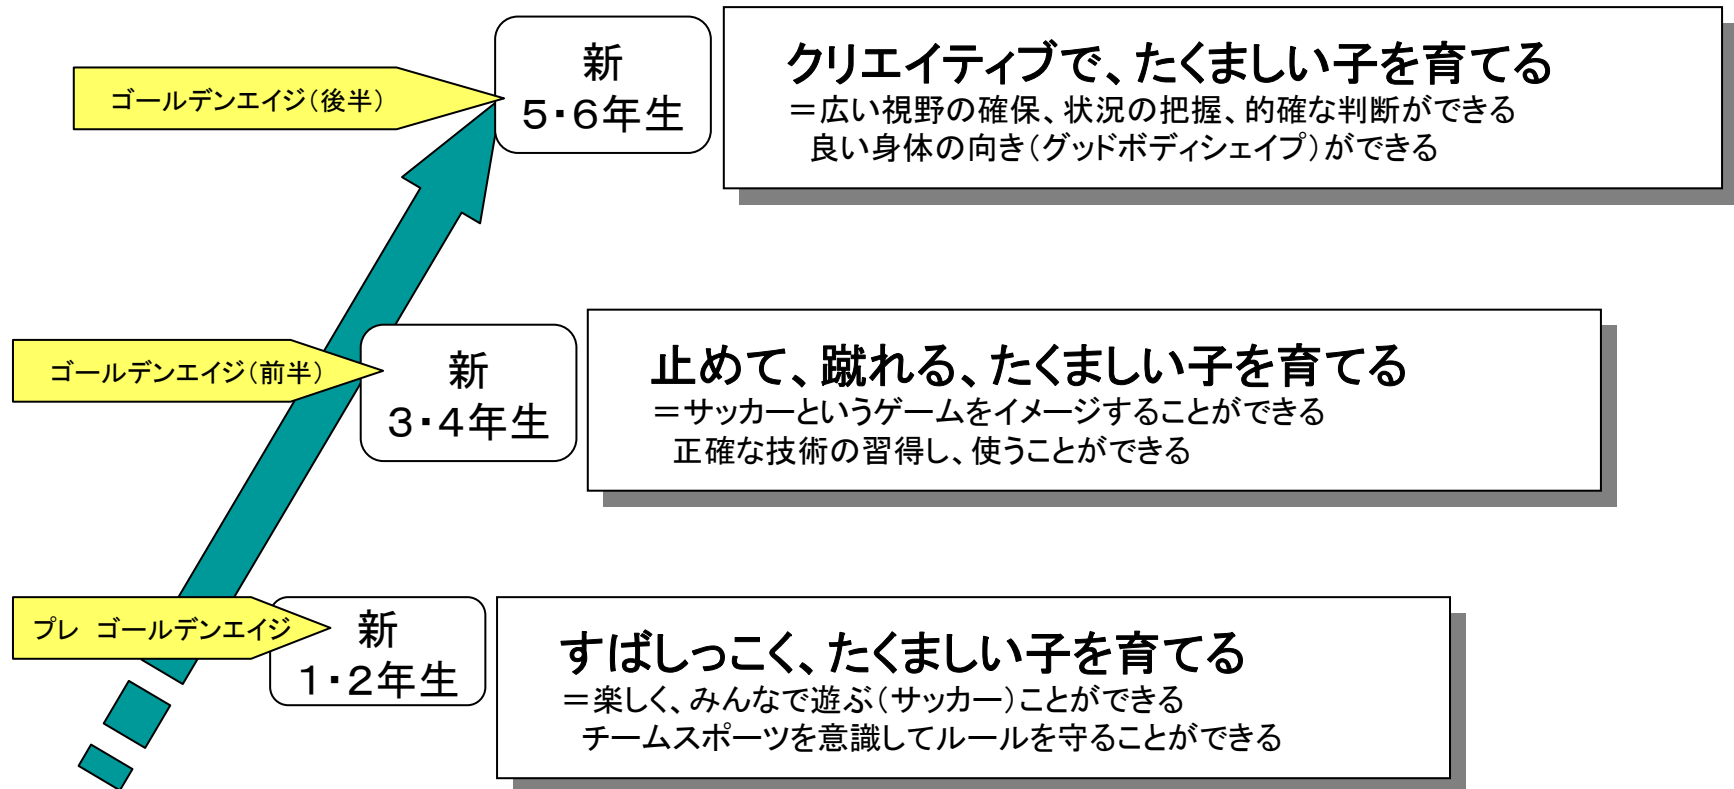 ゴールデンエイジ(後半)
新
5・6年生
クリエイティブで、たくましい子を育てる
=広い視野の確保、状況の把握、的確な判断ができる
良い身体の向き(グッドボディシェイプ)ができる
ゴールデンエイジ(前半)
新
3・4年生
止めて、蹴れる、たくましい子を育てる
=サッカーというゲームをイメージすることができる
正確な技術の習得し、使うことができる
プレ ゴールデンエイジ
新
1・2年生
すばしっこく、たくましい子を育てる
=楽しく、みんなで遊ぶ(サッカー)ことができる
チームスポーツを意識してルールを守ることができる